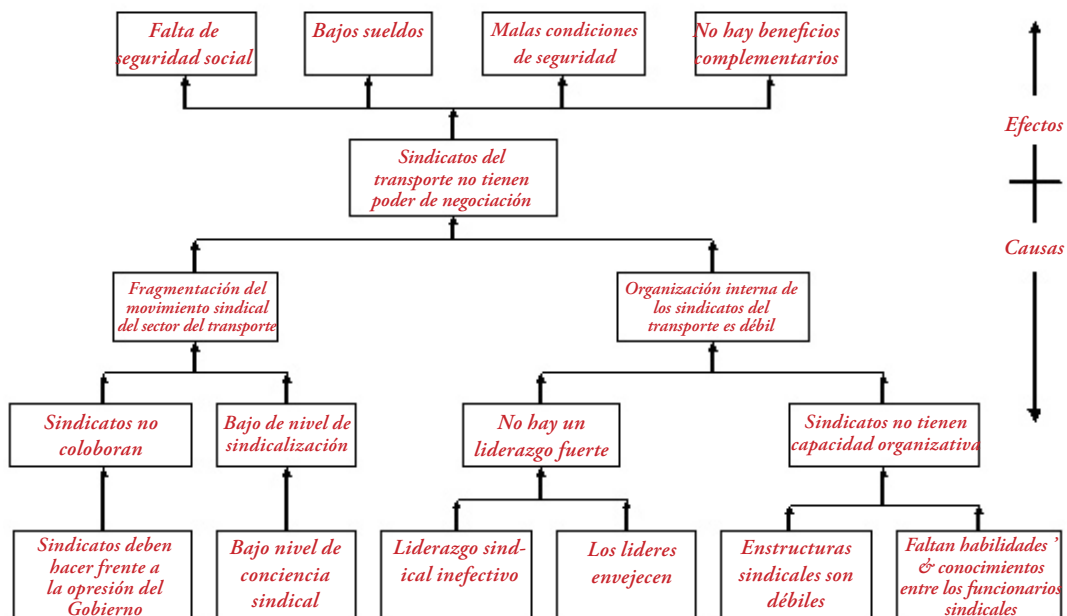 Falta de
seguridad social
Bajos sueldos
Malas condiciones
de seguridad
No hay beneficios
complementarios
Efectos
Sindicatos del
transporte no tienen
poder de negociación
Causas
Fragmentación del
movimiento sindical
del sector del transporte
Organización interna de
los sindicatos del
transporte es débil
Sindicatos no
coloboran
Bajo de nivel de
sindicalización
No hay un
liderazgo fuerte
Sindicatos no tienen
capacidad organizativa
Sindicatos deben
hacer frente a
la opresión del
Gobierno
Bajo nivel de
conciencia
sindical
Liderazgo sind-
ical inefectivo
Los lideres
envejecen
Enstructuras
sindicales son
débiles
Faltan habilidades ’
& conocimientos
entre los funcionarios
sindicales